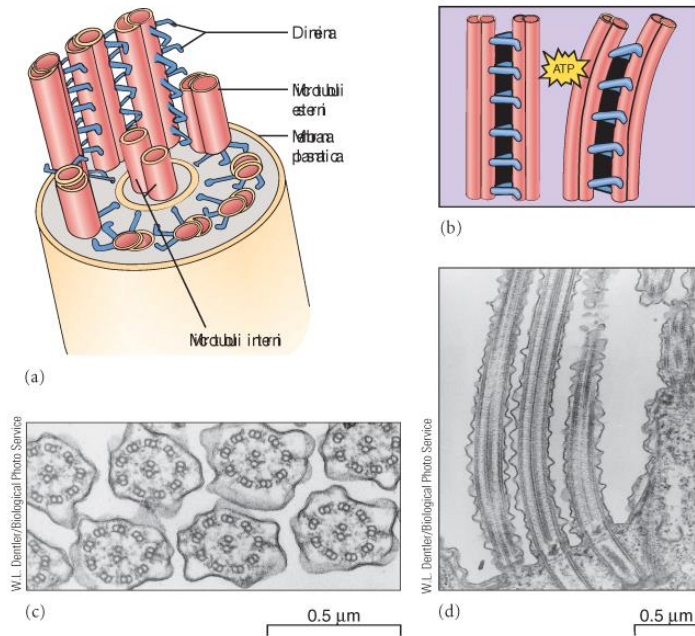 Dineina
Microtubuli
esterni
Membrana
plasmatica
Microtubuli interni
(a)
ATP
(b)
W.L. Dentler/Biological Photo Service
(c)
0.5 µm
W.L. Dentler/Biological Photo Service
(d)
0.5 µm